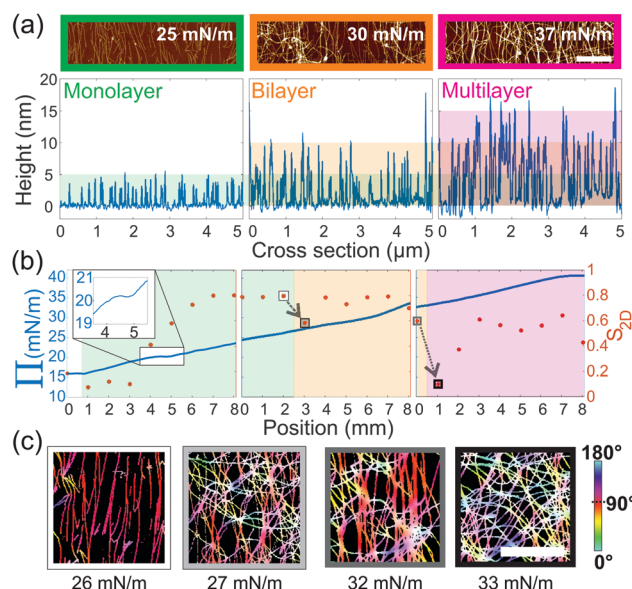 (a)
25 mN/m
30 mN/m
37 mN/m
Monolayer
Bilayer
Multilayer
Height (nm)
20
15
10
5
0
0 1 2 3 4 5
0 1 2 3 4 5
0 1 2 3 4 5
Cross section (µm)
(b)
Π(mN/m)
40
35
30
25
20
15
10
21
20
19
4 5
1
0.8
0.6
0.4
0.2
0
S2D
0 1 2 3 4 5 6 7 8
0 1 2 3 4 5 6 7 8
0 1 2 3 4 5 6 7 8
Position (mm)
(c)
180°
90°
0°
26 mN/m
27 mN/m
32 mN/m
33 mN/m